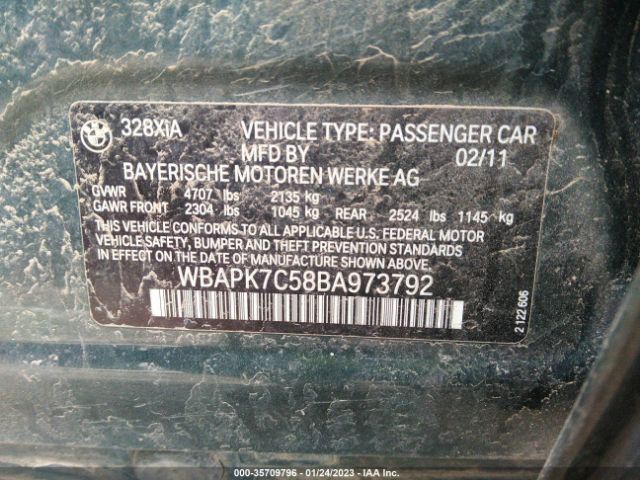 BMW
328XiA VEHICLE TYPE: PASSENGER CAR
MFD BY 02/11
BAYERISCHE MOTOREN WERKE AG
GVWR 4707 lbs 2135 kg
GAWR FRONT 2304 lbs 1045 kg REAR 2524 lbs 1145 kg
THIS VEHICLE CONFORMS TO ALL APPLICABLE U.S. FEDERAL MOTOR
VEHICLE SAFETY, BUMPER AND THEFT PREVENTION STANDARDS
IN EFFECT ON THE DATE OF MANUFACTURE SHOWN ABOVE.
WBAPK7C58BA973792
2 122 606
000-35709796 - 01/24/2023 - IAA Inc.